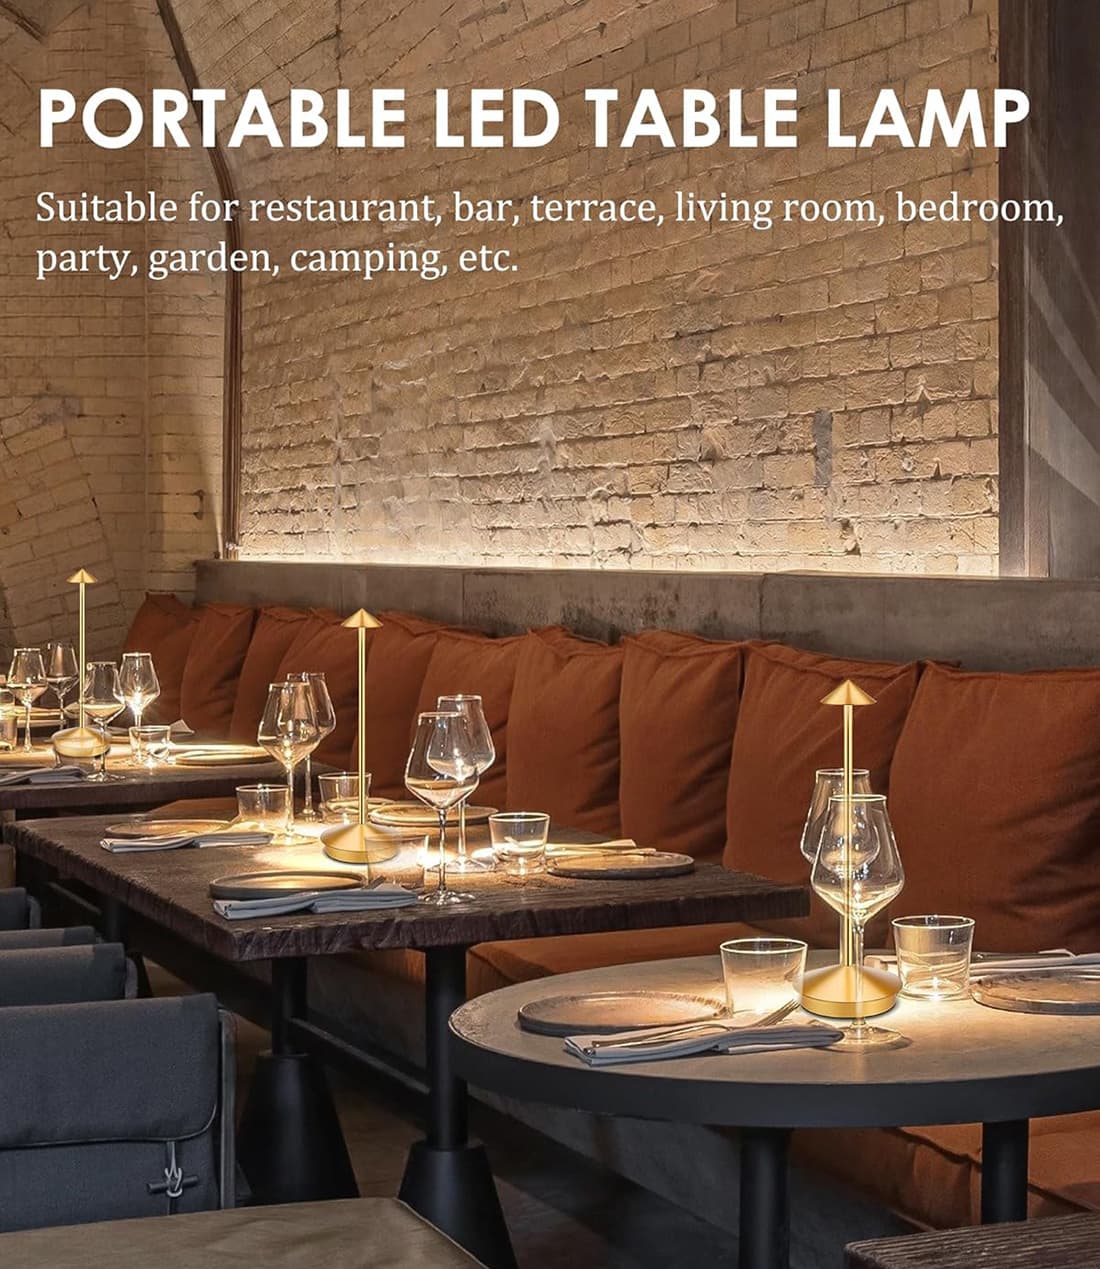 PORTABLE LED TABLE LAMP
Suitable for restaurant, bar, terrace, living room, bedroom,
party, garden, camping, etc.